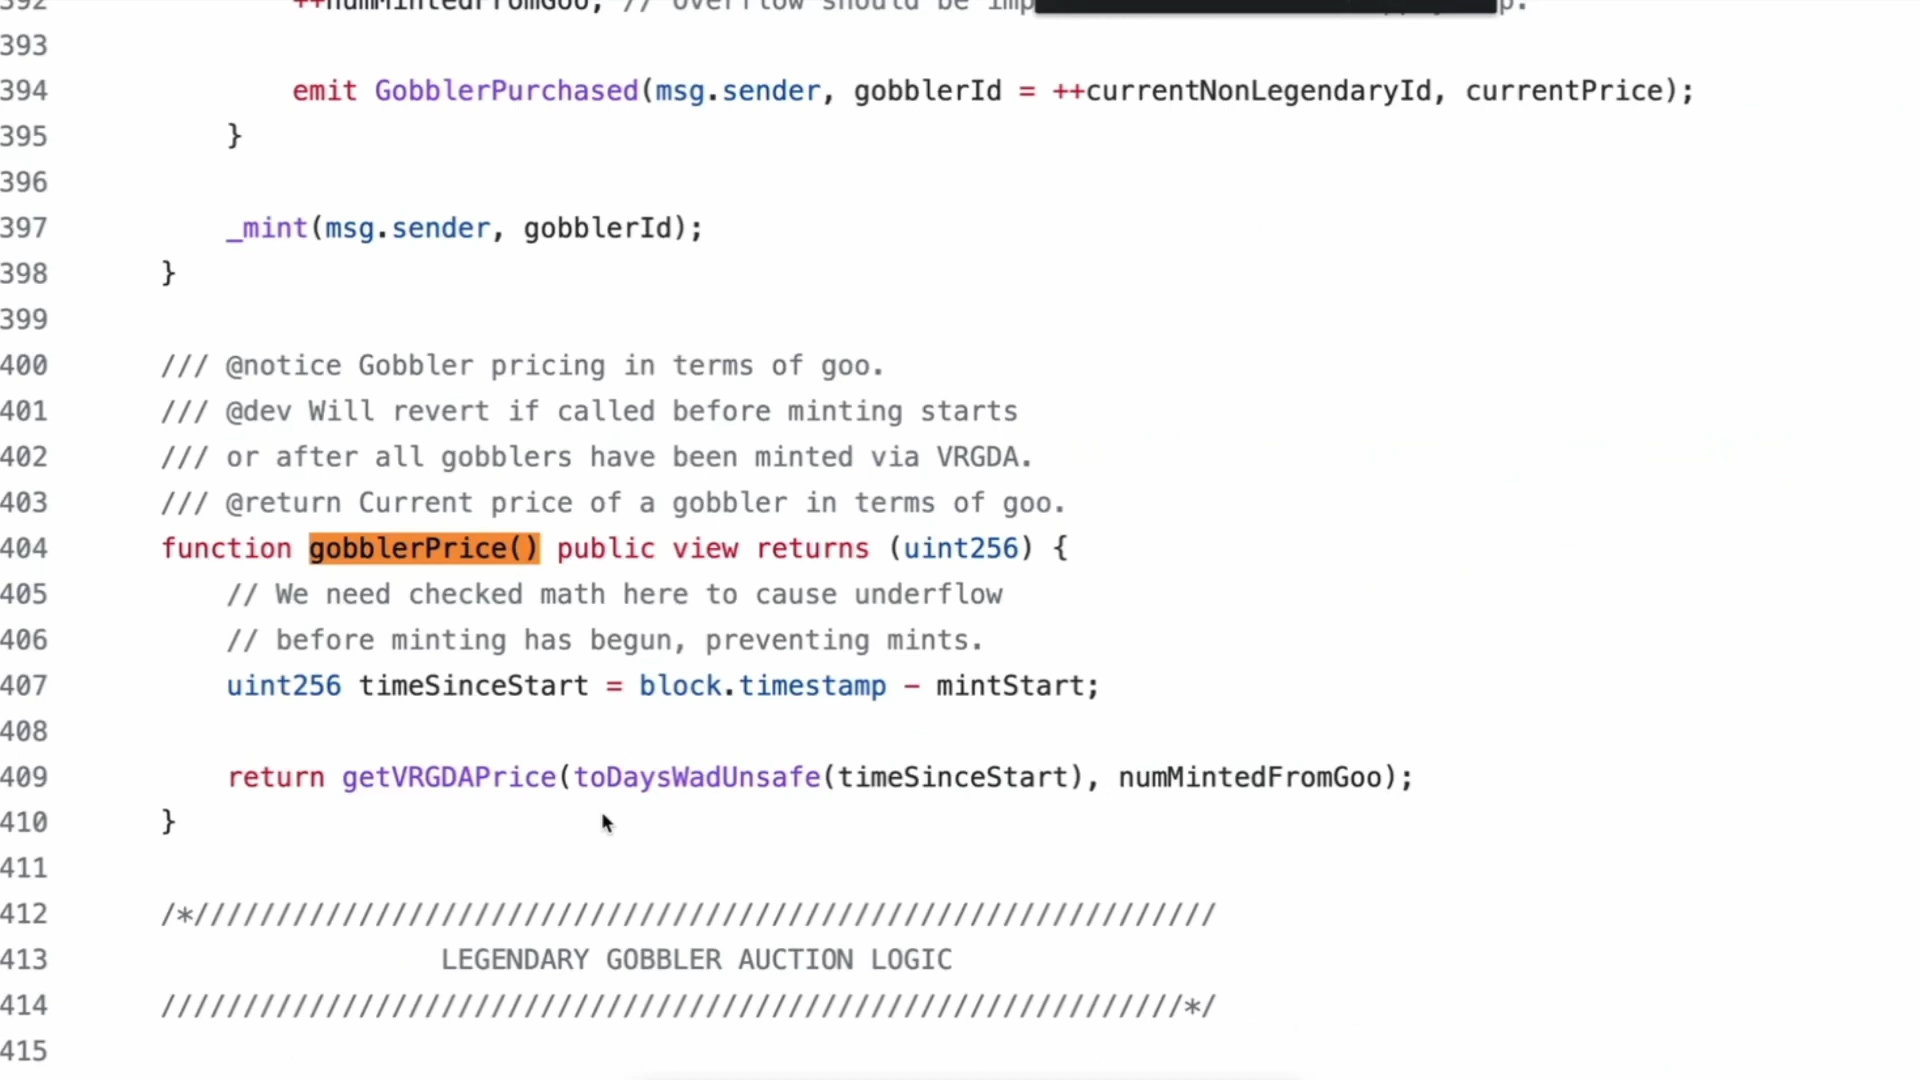 392 ++numMintedFromGoo; // Overflow should be
393
394 emit GobblerPurchased(msg.sender, gobblerId = ++currentNonLegendaryId, currentPrice);
395 }
396
397 _mint(msg.sender, gobblerId);
398 }
399
400 /// @notice Gobbler pricing in terms of goo.
401 /// @dev Will revert if called before minting starts
402 /// or after all gobblers have been minted via VRGDA.
403 /// @return Current price of a gobbler in terms of goo.
404 function gobblerPrice() public view returns (uint256) {
405 // We need checked math here to cause underflow
406 // before minting has begun, preventing mints.
407 uint256 timeSinceStart = block.timestamp - mintStart;
408
409 return getVRGDAPrice(toDaysWadUnsafe(timeSinceStart), numMintedFromGoo);
410 }
411
412 /*//////////////////////////////////////////////////////////////
413 LEGENDARY GOBBLER AUCTION LOGIC
414 //////////////////////////////////////////////////////////////*/
415